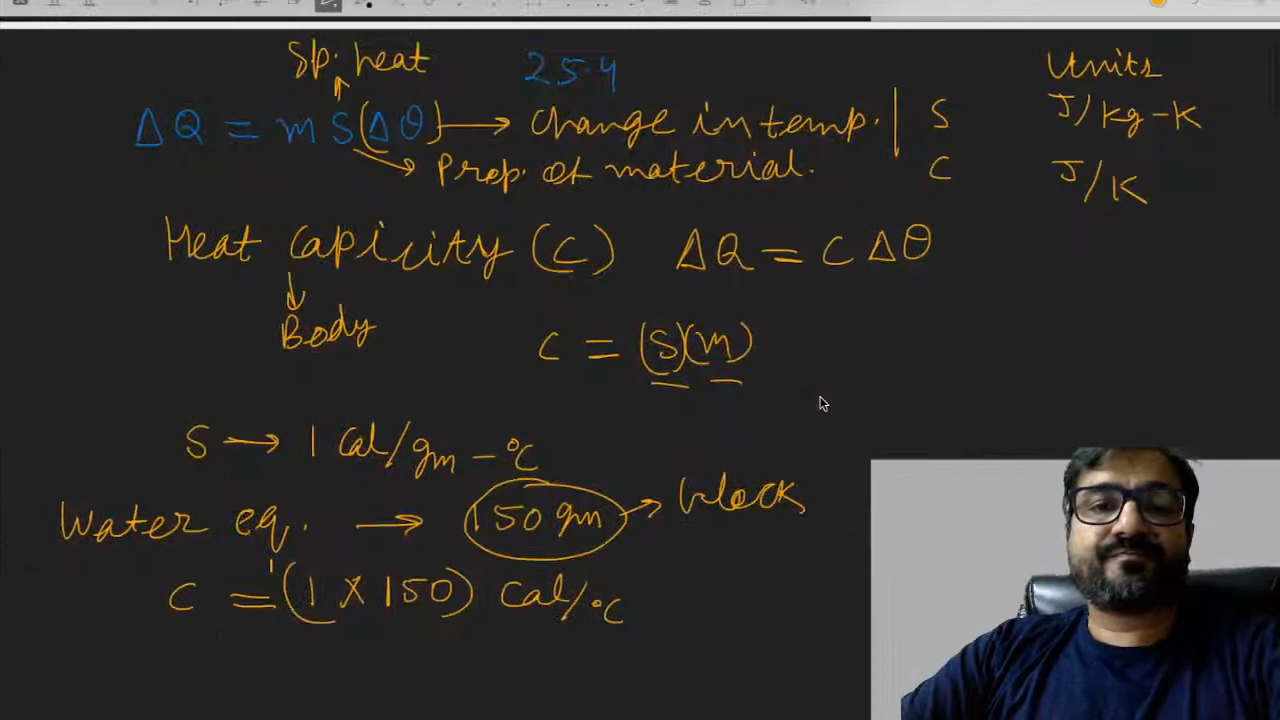 Sp. heat 25.4 Units
ΔQ = m S(Δθ) → Change in temp. | S J/kg-K
→ Prop. of material. C J/K
Heat capicity (C) ΔQ = C Δθ
↓
Body
C = (S)(m)
S → 1 Cal/gm-°C
Water eq. → 150 gm → block
C = (1 X 150) Cal/°C